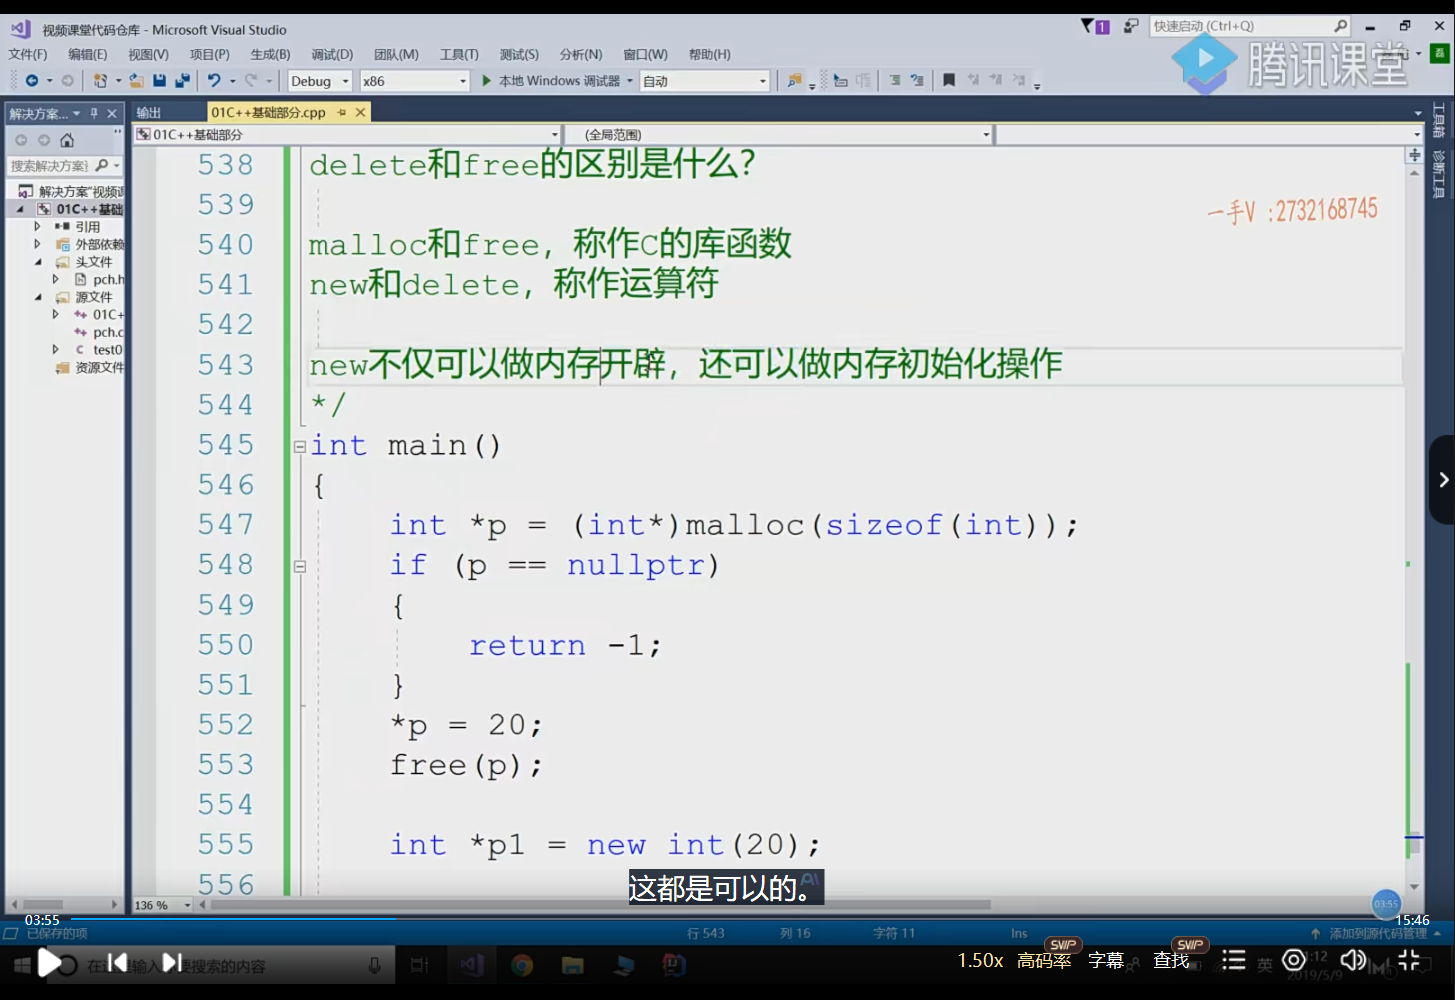 视频课堂代码仓库 - Microsoft Visual Studio
1
快速启动 (Ctrl+Q)
文件(F) 编辑(E) 视图(V) 项目(P) 生成(B) 调试(D) 团队(M) 工具(T) 测试(S) 分析(N) 窗口(W) 帮助(H)
腾讯课堂
Debug x86 本地 Windows 调试器 自动
解决方案... 输出 01C++基础部分.cpp
工具箱
诊断工具
01C++基础部分 (全局范围)
搜索解决方案
解决方案"视频课
01C++基础
引用
外部依赖
头文件
pch.h
源文件
01C+
pch.c
test0
资源文件
一手V :2732168745
538 delete和free的区别是什么?
539
540 malloc和free,称作C的库函数
541 new和delete,称作运算符
542
543 new不仅可以做内存开辟,还可以做内存初始化操作
544 */
545 int main()
546 {
547 int *p = (int*)malloc(sizeof(int));
548 if (p == nullptr)
549 {
550 return -1;
551 }
552 *p = 20;
553 free(p);
554
555 int *p1 = new int(20);
556
这都是可以的。
136 %
03:55
03:55 15:46
已保存的项 行 543 列 16 字符 11 Ins 添加到源代码管理
在这里输入你要搜索的内容
1.50x 高码率 SVIP 字幕 查找 SVIP
英
2019/5/9